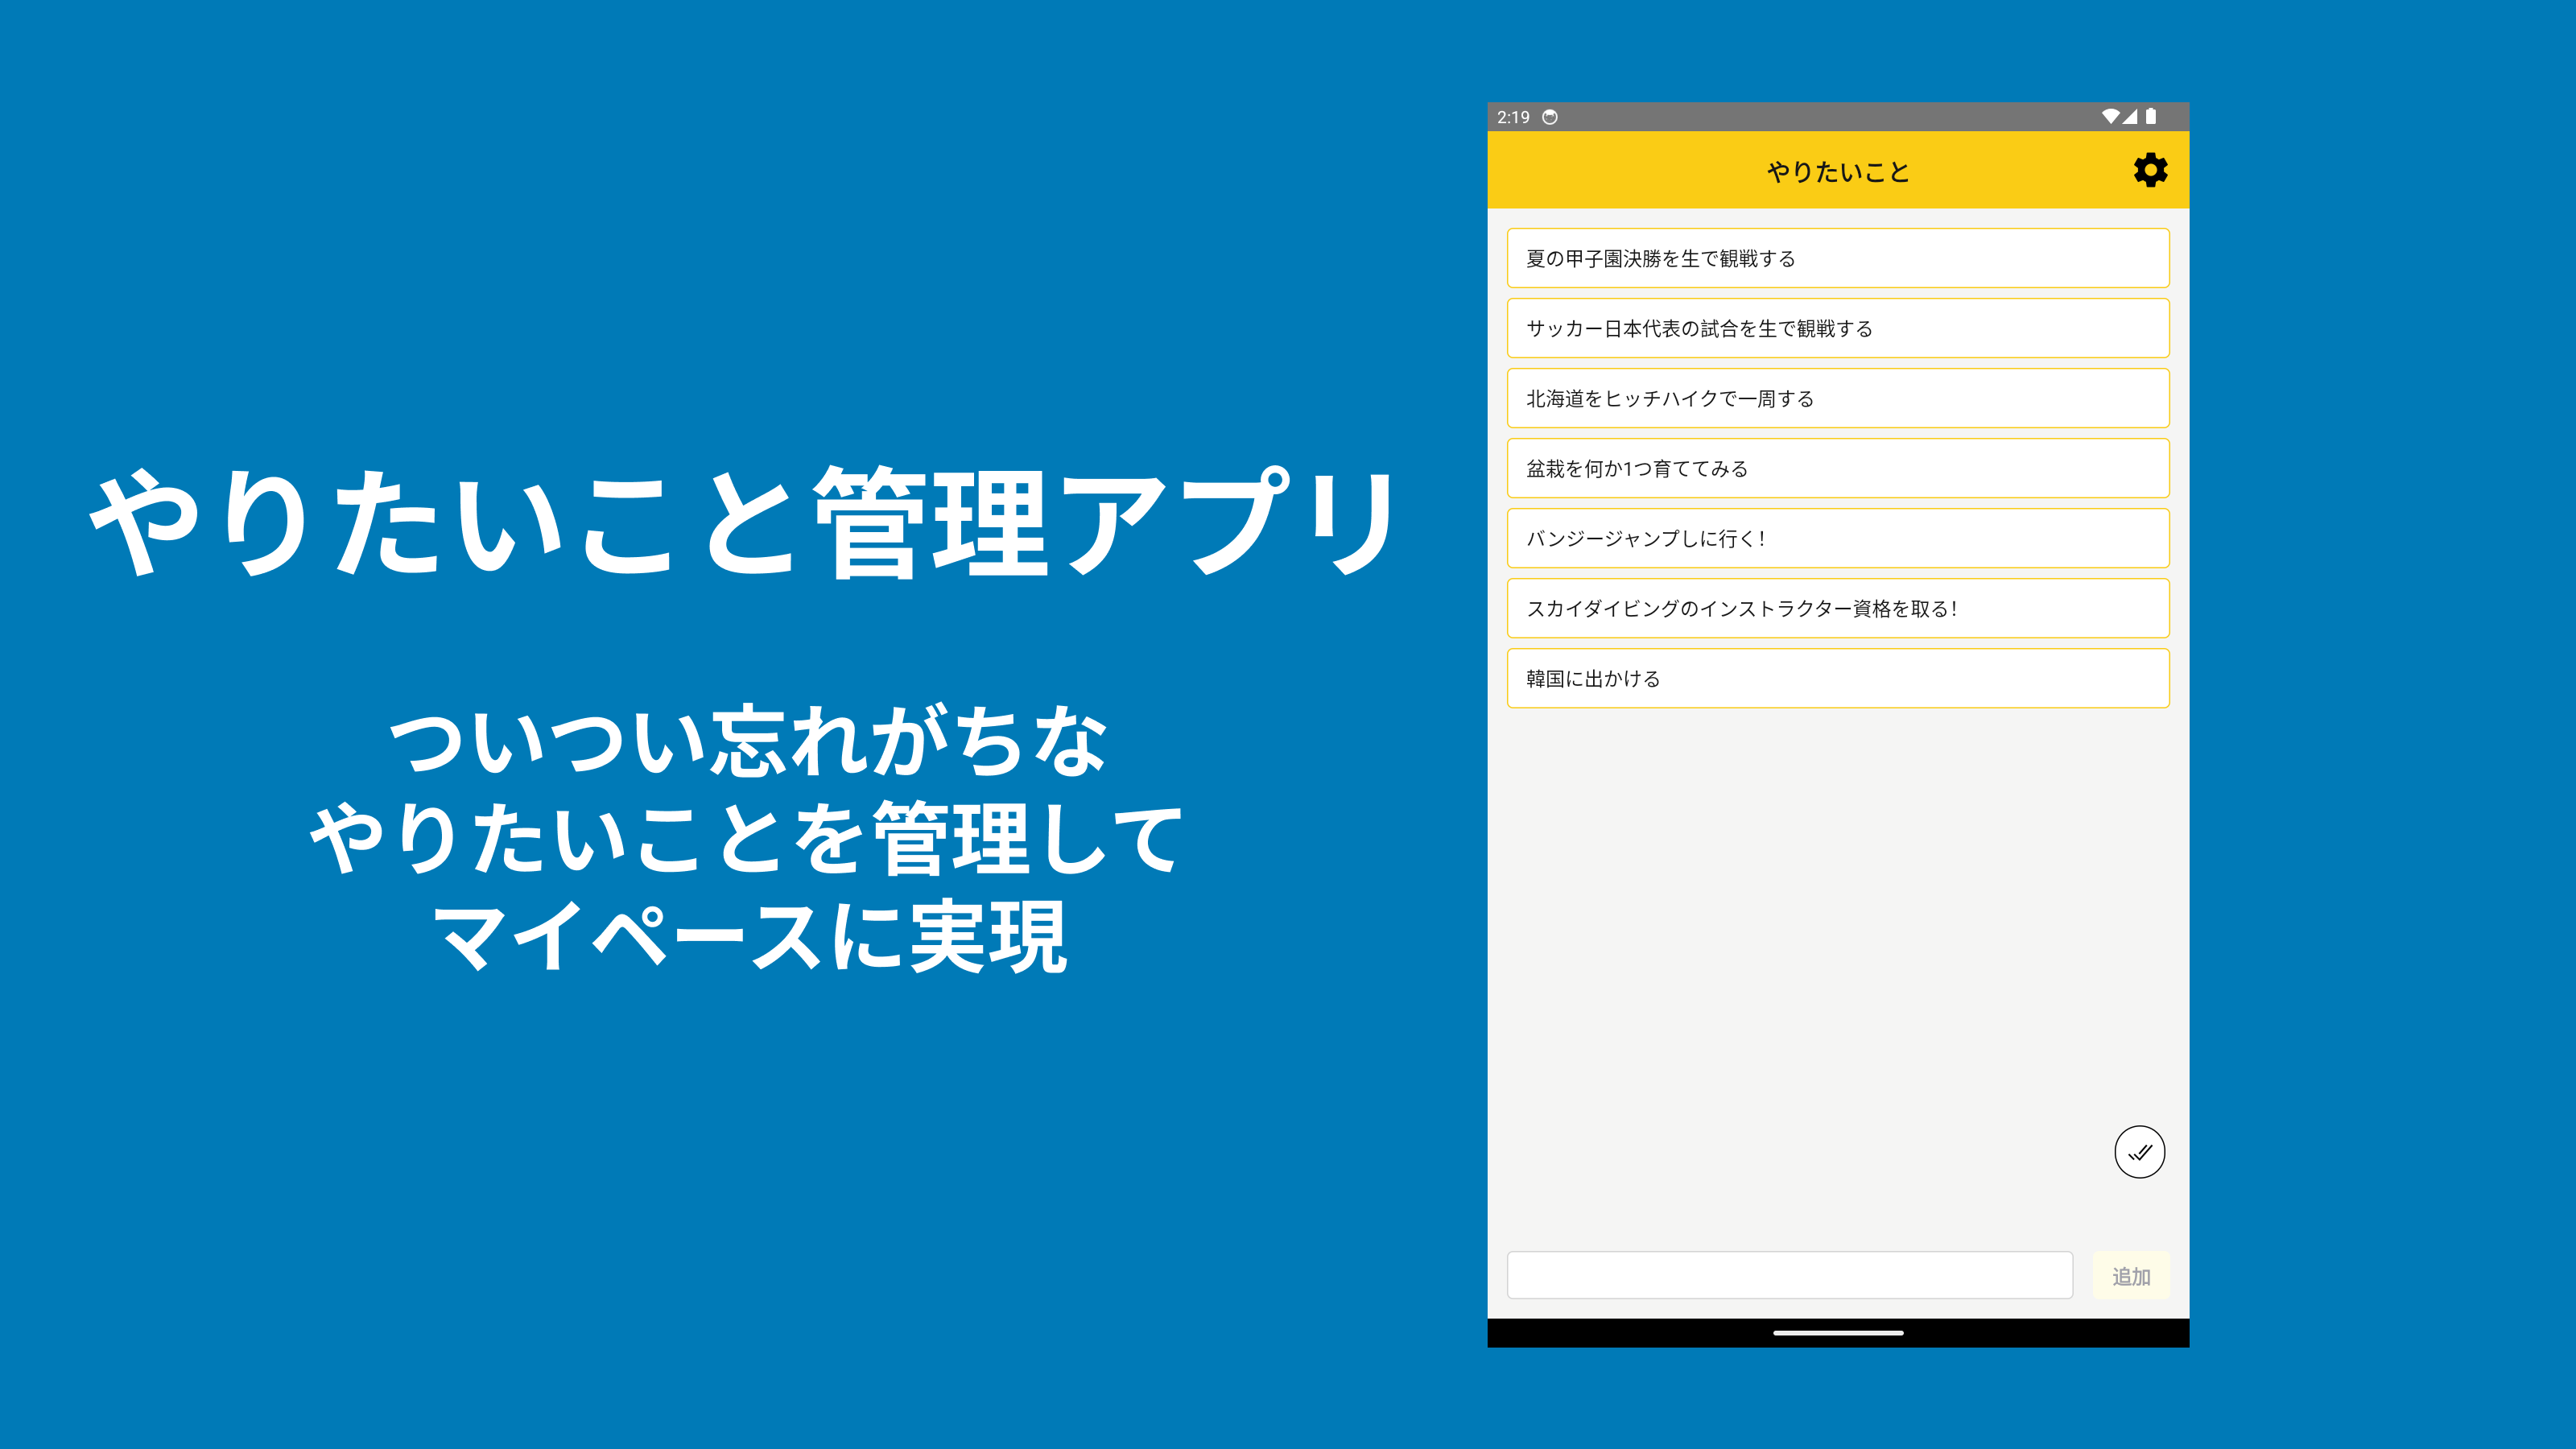 やりたいこと管理アプリ
ついつい忘れがちな
やりたいことを管理して
マイペースに実現
2:19
やりたいこと
夏の甲子園決勝を生で観戦する
サッカー日本代表の試合を生で観戦する
北海道をヒッチハイクで一周する
盆栽を何か1つ育ててみる
バンジージャンプしに行く!
スカイダイビングのインストラクター資格を取る!
韓国に出かける
追加